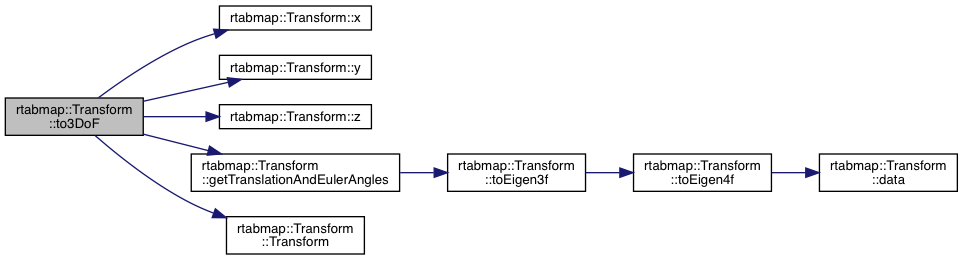 rtabmap::Transform
::to3DoF
rtabmap::Transform::x
rtabmap::Transform::y
rtabmap::Transform::z
rtabmap::Transform
::getTranslationAndEulerAngles
rtabmap::Transform
::toEigen3f
rtabmap::Transform
::toEigen4f
rtabmap::Transform
::data
rtabmap::Transform
::Transform